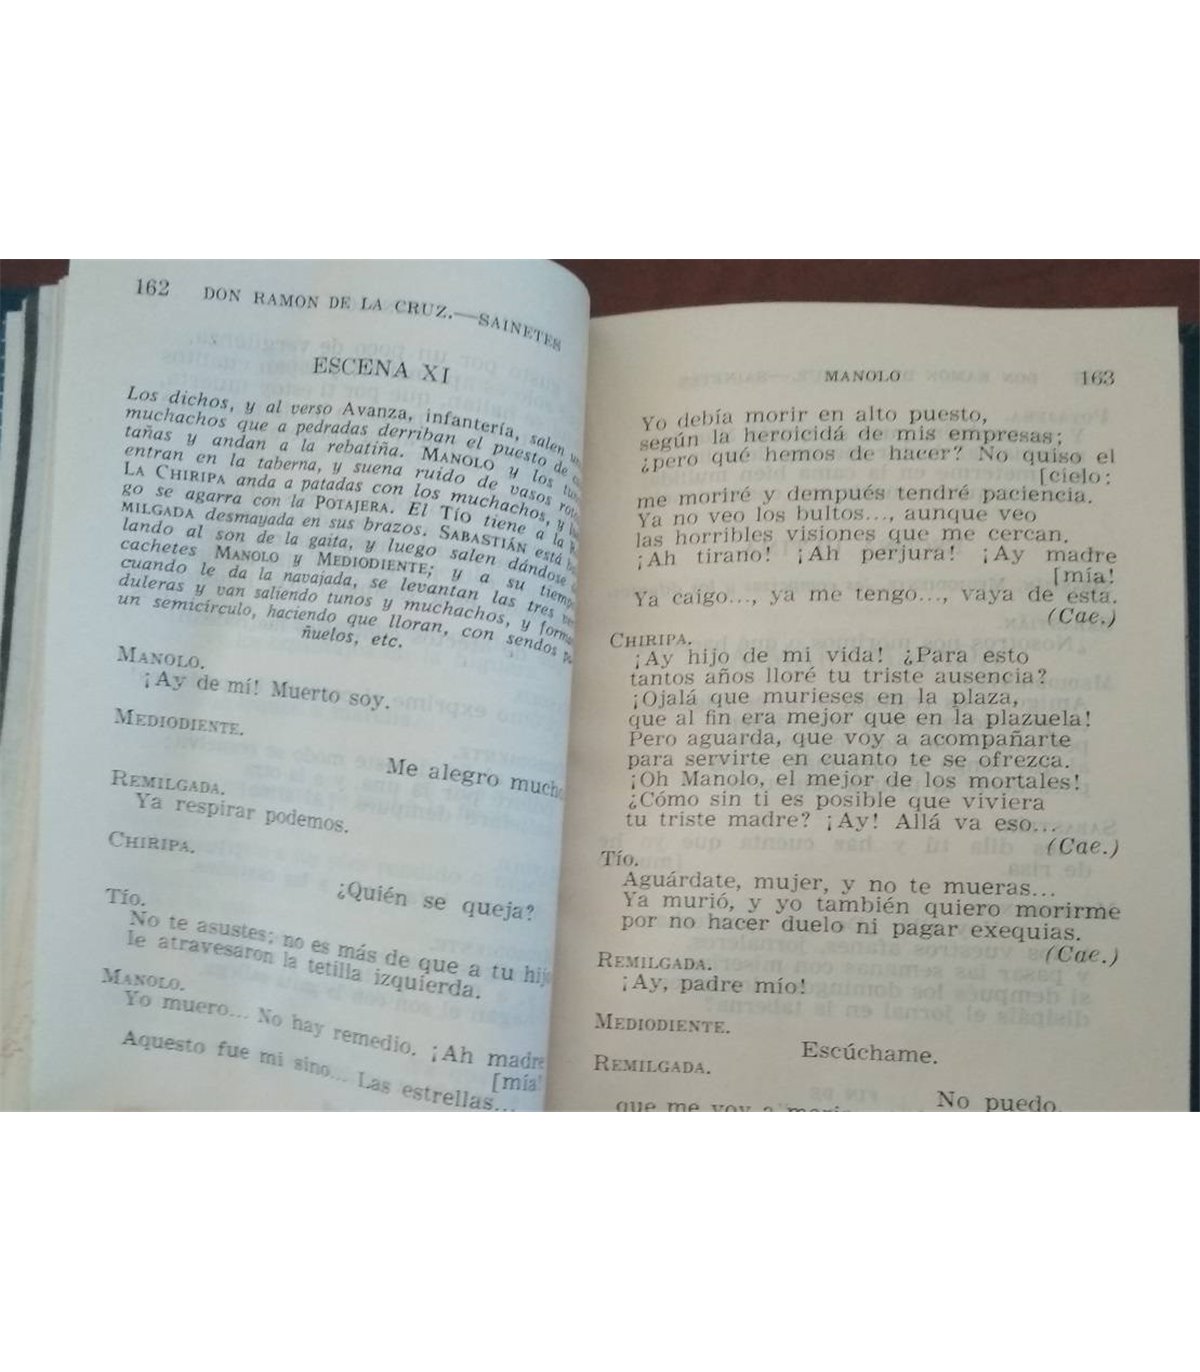 162 DON RAMON DE LA CRUZ.—SAINETES
ESCENA XI
Los dichos, y al verso Avanza, infantería, salen
muchachos que a pedradas derriban el puesto de
tañas y andan a la rebatiña. MANOLO y los
entran en la taberna, y suena ruido de vasos
LA CHIRIPA anda a patadas con los muchachos, y
go se agarra con la POTAJERA. El TÍO tiene a la
MILGADA desmayada en sus brazos. SABASTIÁN está
lando al son de la gaita, y luego salen dándose
cachetes MANOLO y MEDIODIENTE; y a su
cuando le da la navajada, se levantan las tres
duleras y van saliendo tunos y muchachos, y
un semicírculo, haciendo que lloran, con sendos
ñuelos, etc.
MANOLO.
¡Ay de mí! Muerto soy.
MEDIODIENTE.
Me alegro mucho
REMILGADA.
Ya respirar podemos.
CHIRIPA.
¿Quién se queja?
TÍO.
No te asustes; no es más de que a tu hijo
le atravesaron la tetilla izquierda.
MANOLO.
Yo muero... No hay remedio. ¡Ah madre
[mía!
Aquesto fue mi sino... Las estrellas...
MANOLO 163
Yo debía morir en alto puesto,
según la heroicidá de mis empresas;
¿pero qué hemos de hacer? No quiso el
[cielo;
me moriré y dempués tendré paciencia.
Ya no veo los bultos..., aunque veo
las horribles visiones que me cercan.
¡Ah tirano! ¡Ah perjura! ¡Ay madre
[mía!
Ya caigo..., ya me tengo..., vaya de ésta.
(Cae.)
CHIRIPA.
¡Ay hijo de mi vida! ¿Para esto
tantos años lloré tu triste ausencia?
¡Ojalá que murieses en la plaza,
que al fin era mejor que en la plazuela!
Pero aguarda, que voy a acompañarte
para servirte en cuanto te se ofrezca.
¡Oh Manolo, el mejor de los mortales!
¿Cómo sin ti es posible que viviera
tu triste madre? ¡Ay! Allá va eso...
(Cae.)
TÍO.
Aguárdate, mujer, y no te mueras...
Ya murió, y yo también quiero morirme
por no hacer duelo ni pagar exequias.
(Cae.)
REMILGADA.
¡Ay, padre mío!
MEDIODIENTE.
Escúchame.
REMILGADA.
No puedo,
que me voy a